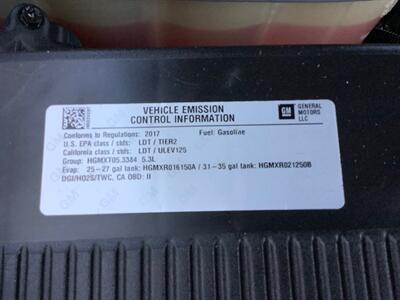 VEHICLE EMISSION
CONTROL INFORMATION
GM
GENERAL
MOTORS
LLC
Conforms to Regulations: 2017 Fuel: Gasoline
U.S. EPA class / stds: LDT / TIER2
California class / stds: LDT / ULEV125
Group: HGMXT05.3384 5.3L
Evap: 25-27 gal tank: HGMXR016150A / 31-35 gal tank: HGMXR0212508
DGI/HO2S/TWC, CA OBD: II